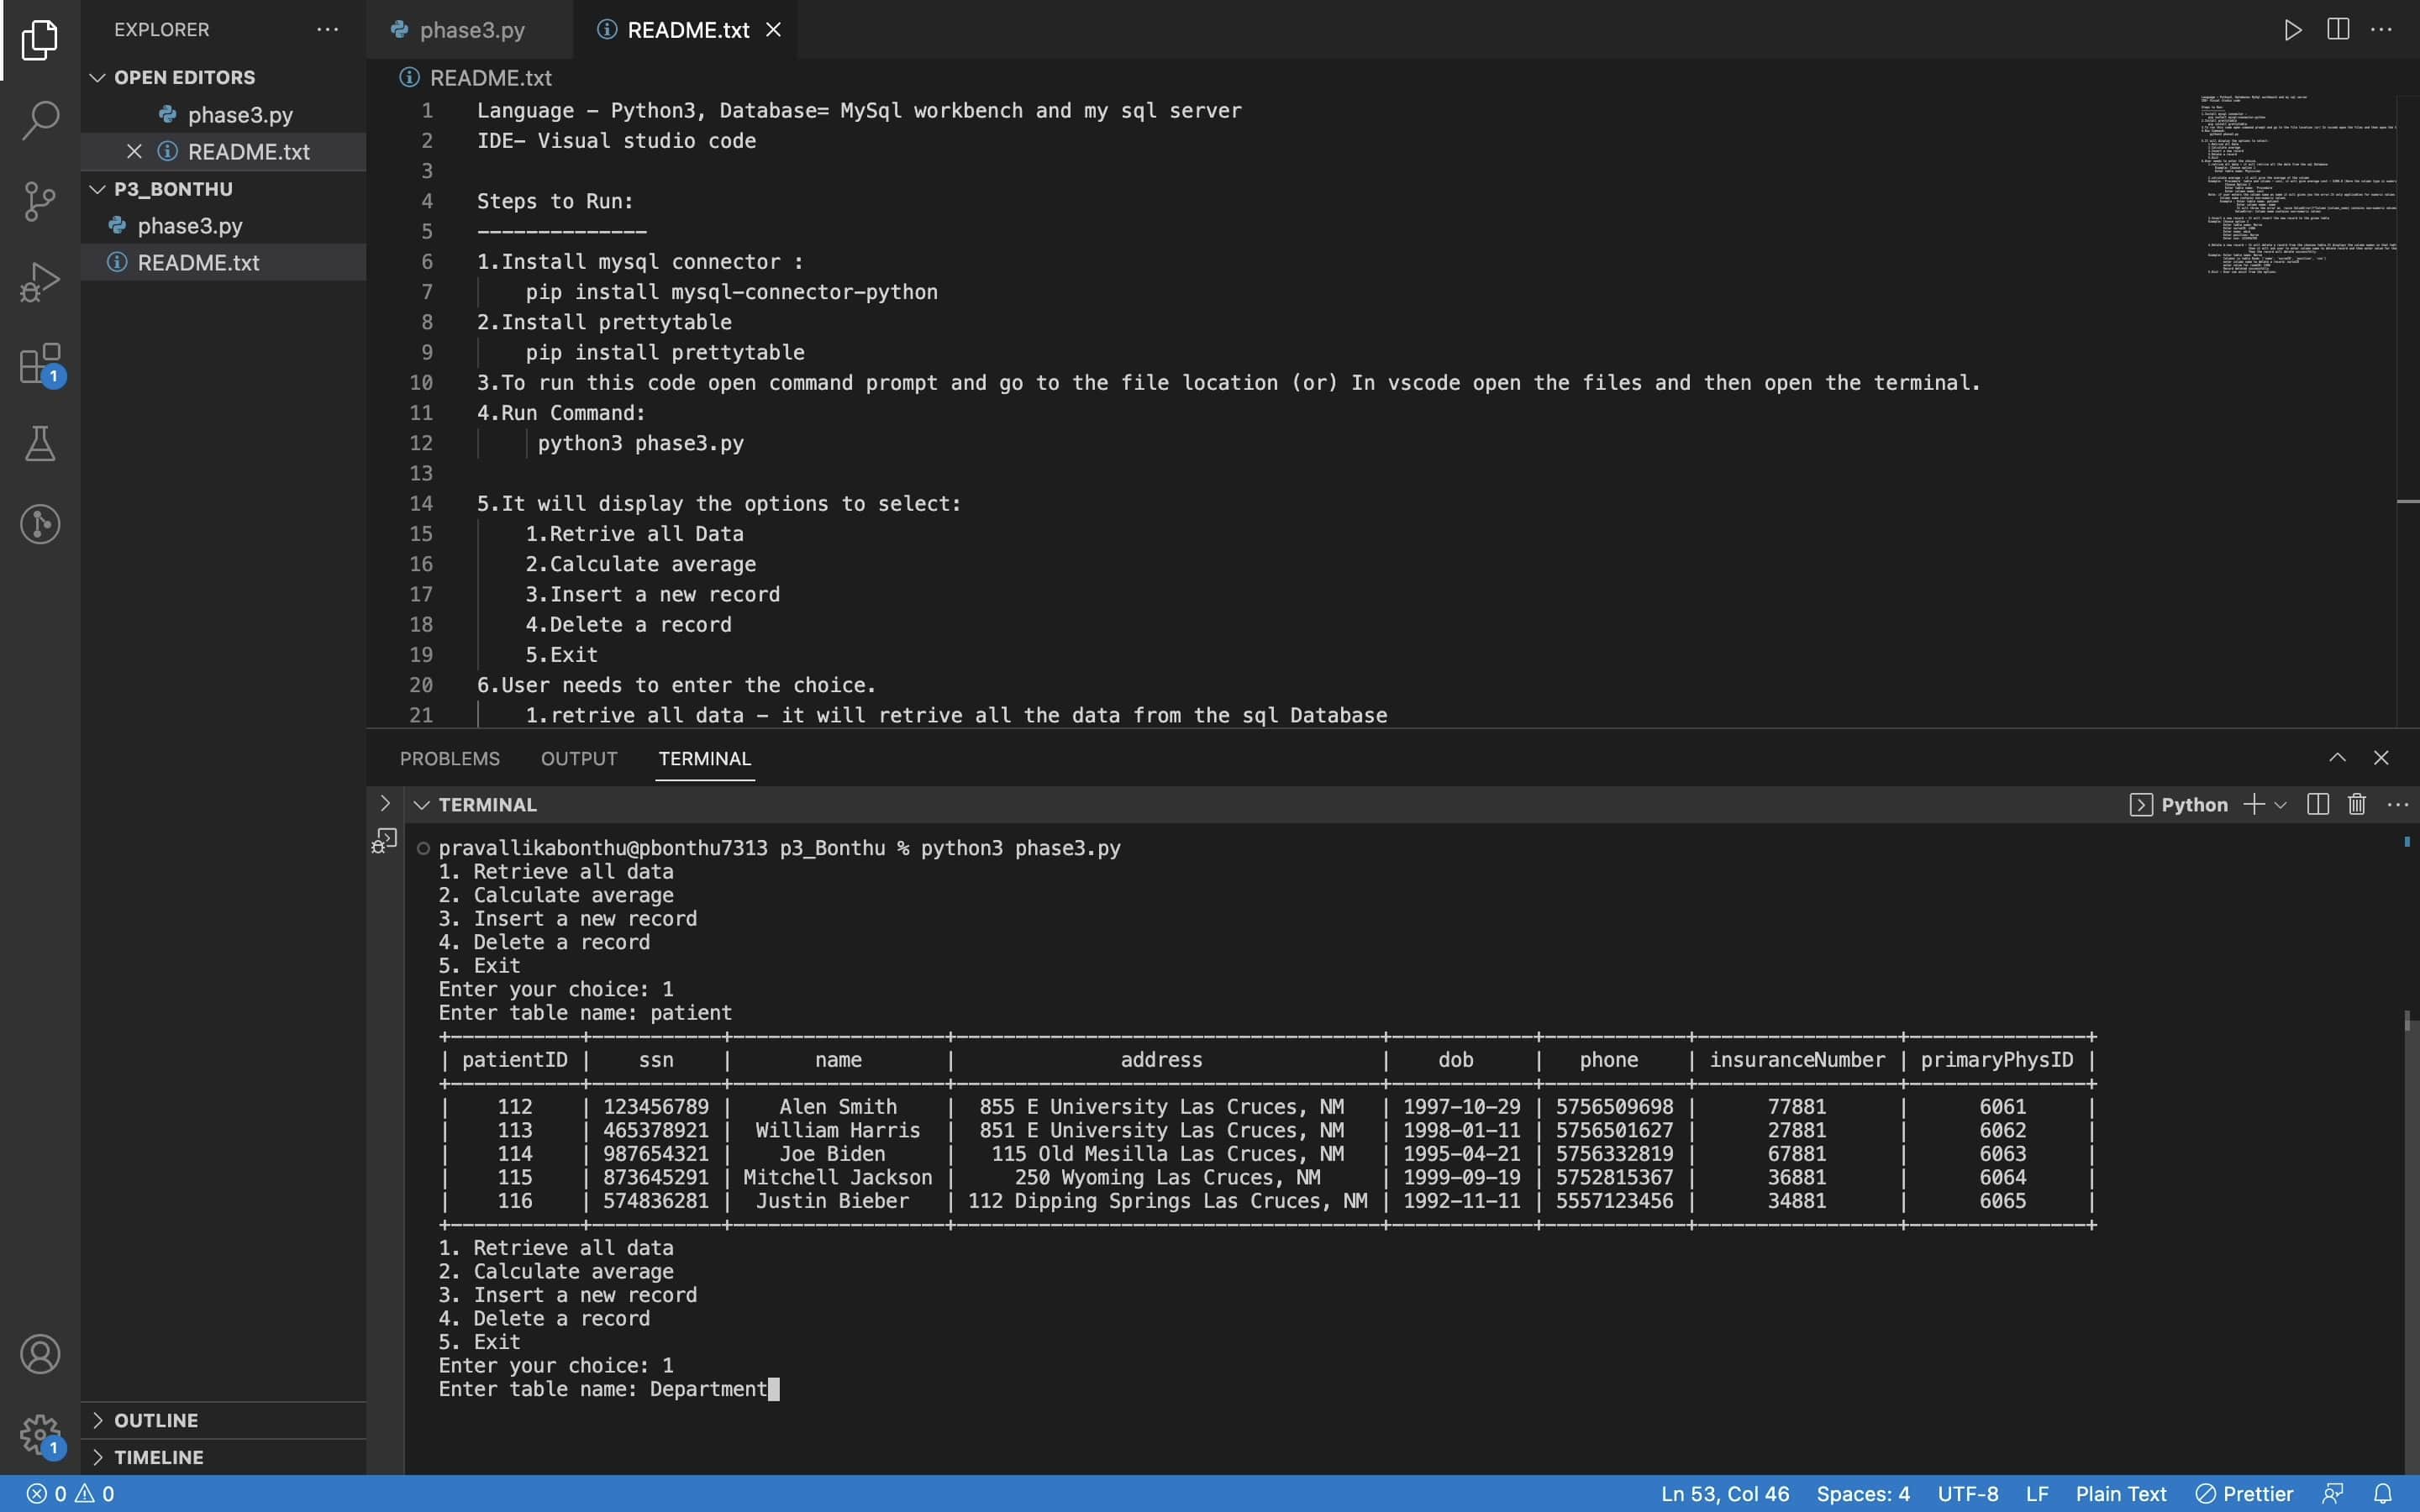 EXPLORER
OPEN EDITORS
phase3.py
README.txt
P3_BONTHU
phase3.py
README.txt
1
OUTLINE
TIMELINE
1
phase3.py
README.txt
README.txt
1 Language – Python3, Database= MySql workbench and my sql server
2 IDE– Visual studio code
3
4 Steps to Run:
5 ––––––––––––––
6 1.Install mysql connector :
7 pip install mysql–connector–python
8 2.Install prettytable
9 pip install prettytable
10 3.To run this code open command prompt and go to the file location (or) In vscode open the files and then open the terminal.
11 4.Run Command:
12 python3 phase3.py
13
14 5.It will display the options to select:
15 1.Retrive all Data
16 2.Calculate average
17 3.Insert a new record
18 4.Delete a record
19 5.Exit
20 6.User needs to enter the choice.
21 1.retrive all data – it will retrive all the data from the sql Database
PROBLEMS OUTPUT TERMINAL
TERMINAL
Python
pravallikabonthu@pbonthu7313 p3_Bonthu % python3 phase3.py
1. Retrieve all data
2. Calculate average
3. Insert a new record
4. Delete a record
5. Exit
Enter your choice: 1
Enter table name: patient
| patientID | ssn | name | address | dob | phone | insuranceNumber | primaryPhysID |
| 112 | 123456789 | Alen Smith | 855 E University Las Cruces, NM | 1997–10–29 | 5756509698 | 77881 | 6061 |
| 113 | 465378921 | William Harris | 851 E University Las Cruces, NM | 1998–01–11 | 5756501627 | 27881 | 6062 |
| 114 | 987654321 | Joe Biden | 115 Old Mesilla Las Cruces, NM | 1995–04–21 | 5756332819 | 67881 | 6063 |
| 115 | 873645291 | Mitchell Jackson | 250 Wyoming Las Cruces, NM | 1999–09–19 | 5752815367 | 36881 | 6064 |
| 116 | 574836281 | Justin Bieber | 112 Dipping Springs Las Cruces, NM | 1992–11–11 | 5557123456 | 34881 | 6065 |
1. Retrieve all data
2. Calculate average
3. Insert a new record
4. Delete a record
5. Exit
Enter your choice: 1
Enter table name: Department
0 0
Ln 53, Col 46 Spaces: 4 UTF-8 LF Plain Text Prettier